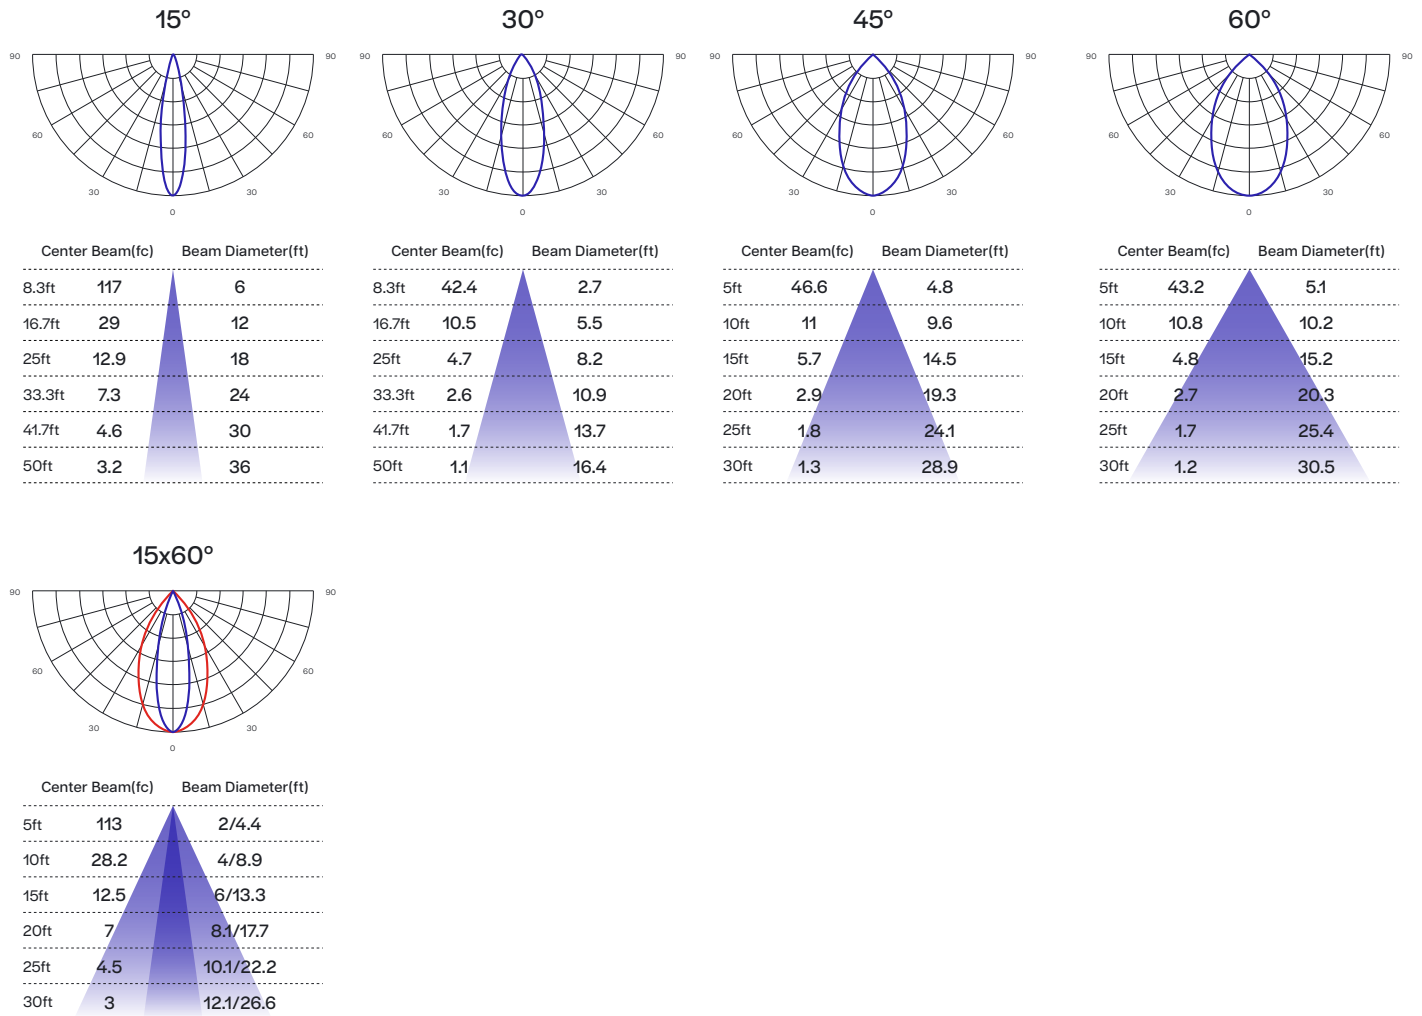 15° 30° 45° 60°
90 90 90 90 90 90 90 90
60 60 60 60 60 60 60 60
30 30 30 30 30 30 30 30
0 0 0 0
Center Beam(fc) Beam Diameter(ft) Center Beam(fc) Beam Diameter(ft) Center Beam(fc) Beam Diameter(ft) Center Beam(fc) Beam Diameter(ft)
8.3ft 117 6 8.3ft 42.4 2.7 5ft 46.6 4.8 5ft 43.2 5.1
16.7ft 29 12 16.7ft 10.5 5.5 10ft 11 9.6 10ft 10.8 10.2
25ft 12.9 18 25ft 4.7 8.2 15ft 5.7 14.5 15ft 4.8 15.2
33.3ft 7.3 24 33.3ft 2.6 10.9 20ft 2.9 19.3 20ft 2.7 20.3
41.7ft 4.6 30 41.7ft 1.7 13.7 25ft 1.8 24.1 25ft 1.7 25.4
50ft 3.2 36 50ft 1.1 16.4 30ft 1.3 28.9 30ft 1.2 30.5
15x60°
90 90
60 60
30 30
0
Center Beam(fc) Beam Diameter(ft)
5ft 113 2/4.4
10ft 28.2 4/8.9
15ft 12.5 6/13.3
20ft 7 8.1/17.7
25ft 4.5 10.1/22.2
30ft 3 12.1/26.6